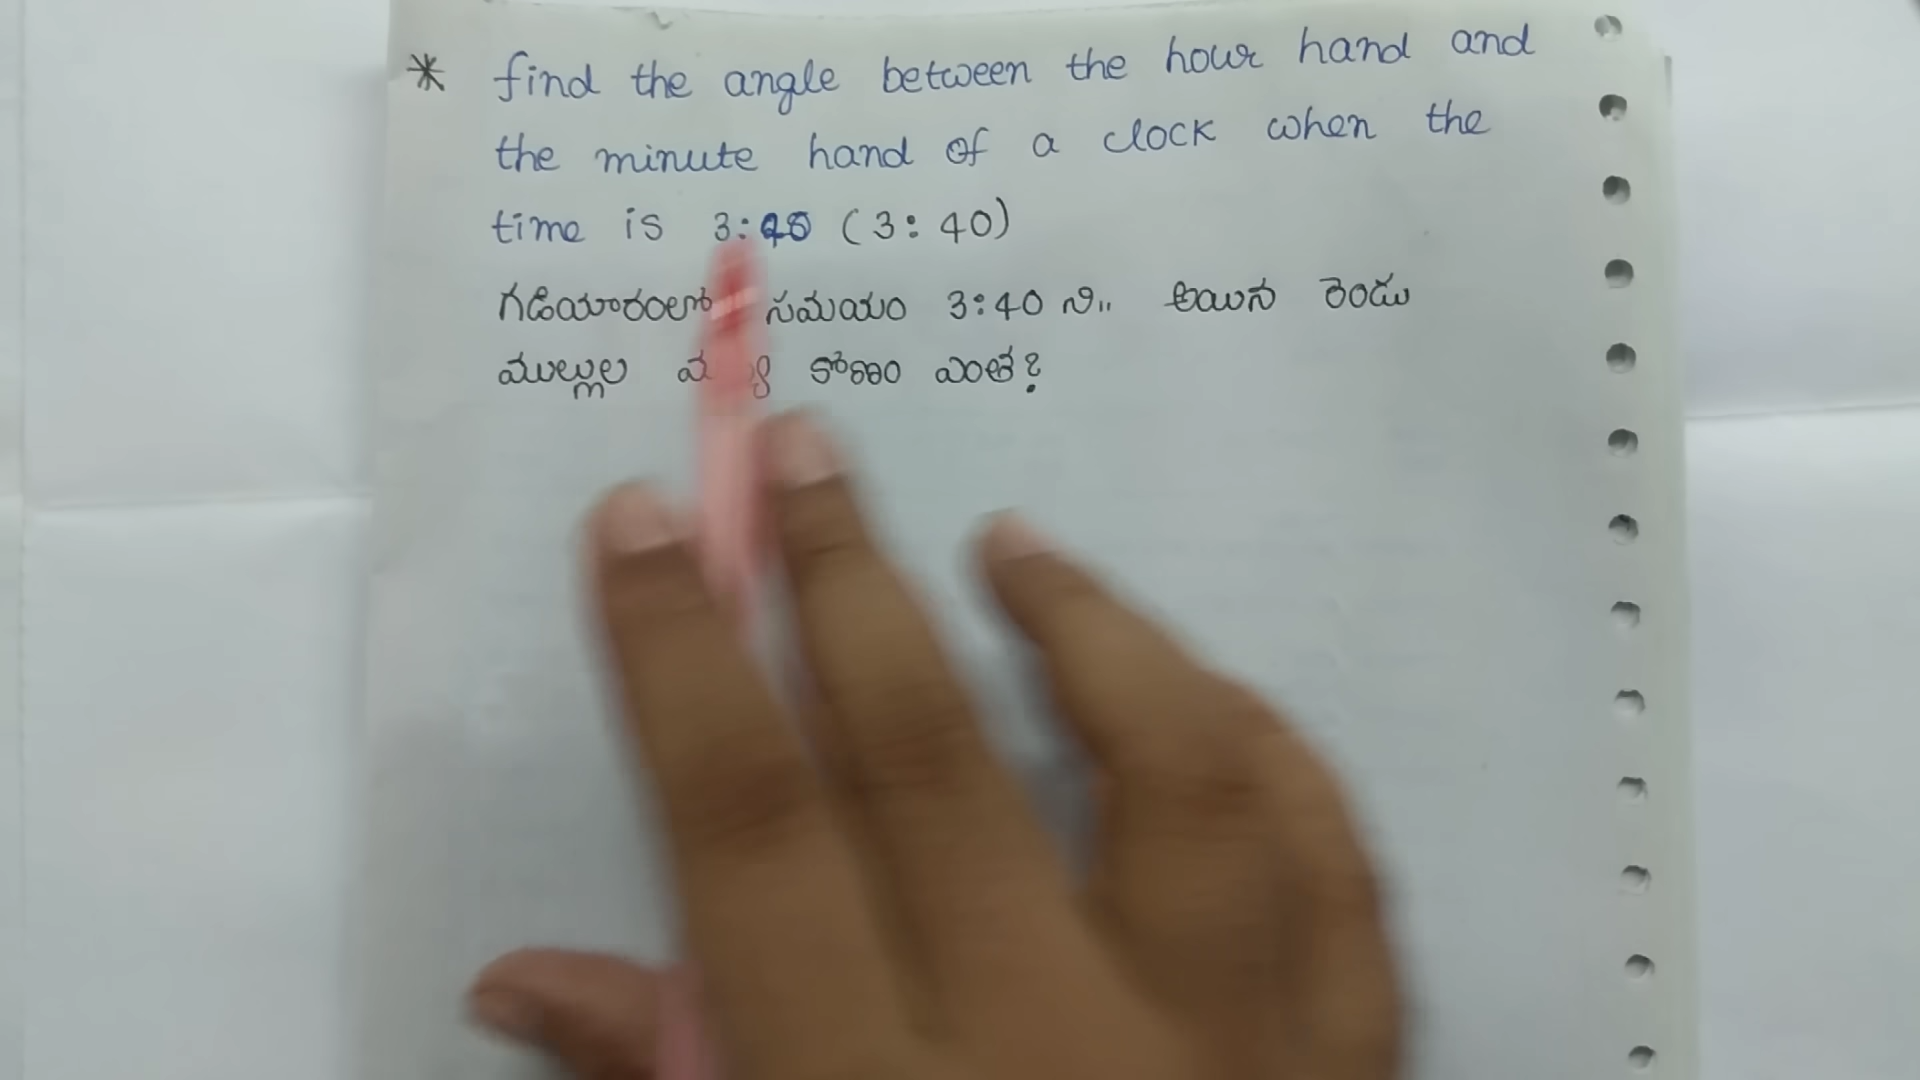 * find the angle between the hour hand and
the minute hand of a clock when the
time is 3:40 (3:40)
గడియారంలో సమయం 3:40 ని,, అయిన రెండు
ముల్లుల కోణం ఎంత?